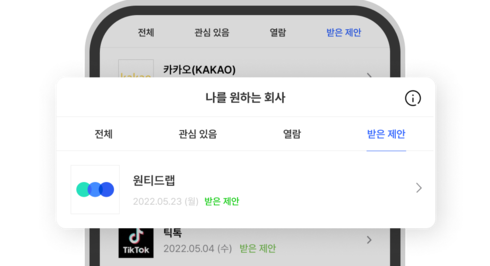 전체 관심 있음 열람 받은 제안
kakao 카카오(KAKAO)
나를 원하는 회사
전체 관심 있음 열람 받은 제안
원티드랩
2022.05.23 (월) 받은 제안
틱톡
TikTok 2022.05.04 (수) 받은 제안